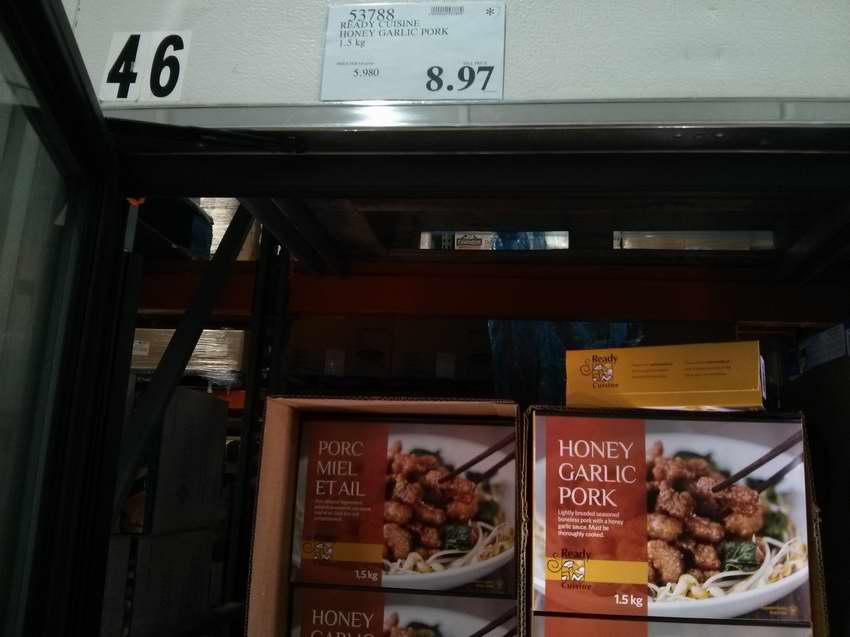 46
53788 *
READY CUISINE
HONEY GARLIC PORK
1.5 kg
5.980
8.97
Ready
Cuisine
PORC
MIEL
ET AIL
Ready
1,5 kg
HONEY
GARLIC
HONEY
GARLIC
PORK
Lightly breaded seasoned
boneless pork with a honey
garlic sauce. Must be
thoroughly cooked.
Ready
Cuisine
1.5 kg